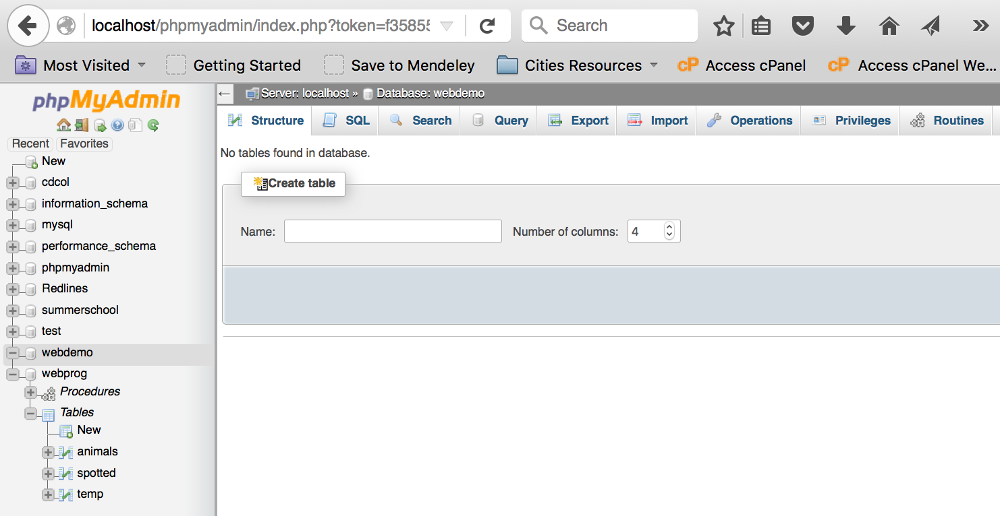 localhost/phpmyadmin/index.php?token=f35855
Search
Most Visited
Getting Started
Save to Mendeley
Cities Resources
cP Access cPanel
cP Access cPanel We...
phpMyAdmin
Recent Favorites
New
cdcol
information_schema
mysql
performance_schema
phpmyadmin
Redlines
summerschool
test
webdemo
webprog
Procedures
Tables
New
animals
spotted
temp
Server: localhost » Database: webdemo
Structure SQL Search Query Export Import Operations Privileges Routines
No tables found in database.
Create table
Name: Number of columns: 4